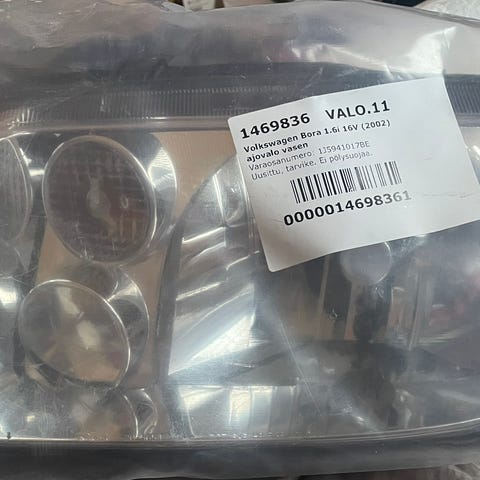 1469836 VALO.11
Volkswagen Bora 1.6i 16V (2002)
ajovalo vasen
Varaosanumero: 1J5941017BE
Uusittu, tarvike. Ei pölysuojaa.
0000014698361